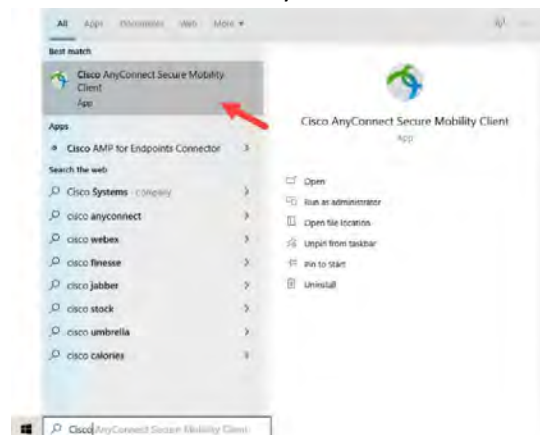 All Apps Documents Web More
Best match
Cisco AnyConnect Secure Mobility
Client
App
Apps
Cisco AMP for Endpoints Connector
Search the web
Cisco Systems - company
cisco anyconnect
cisco webex
cisco finesse
cisco jabber
cisco stock
cisco umbrella
cisco calories
Cisco AnyConnect Secure Mobility Client
App
Open
Run as administrator
Open file location
Unpin from taskbar
Pin to Start
Uninstall
Cisco AnyConnect Secure Mobility Client